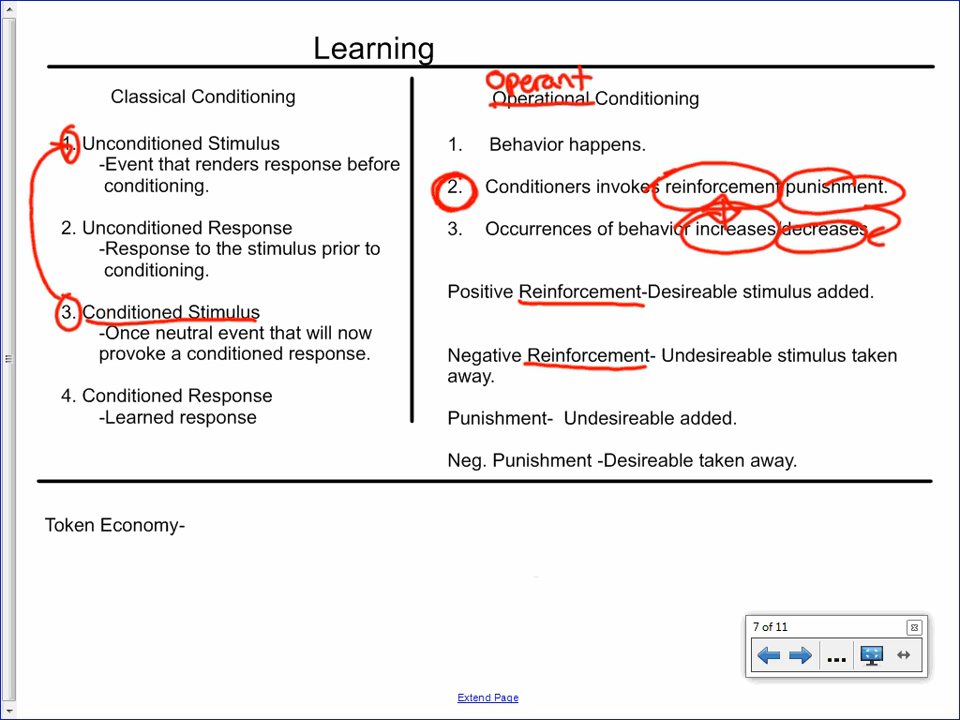 Learning
Classical Conditioning
1. Unconditioned Stimulus
-Event that renders response before
conditioning.
2. Unconditioned Response
-Response to the stimulus prior to
conditioning.
3. Conditioned Stimulus
-Once neutral event that will now
provoke a conditioned response.
4. Conditioned Response
-Learned response
Operant
Operational Conditioning
1. Behavior happens.
2. Conditioners invokes reinforcement punishment.
3. Occurrences of behavior increases decreases
Positive Reinforcement-Desireable stimulus added.
Negative Reinforcement- Undesireable stimulus taken
away.
Punishment- Undesireable added.
Neg. Punishment -Desireable taken away.
Token Economy-
7 of 11
...
Extend Page